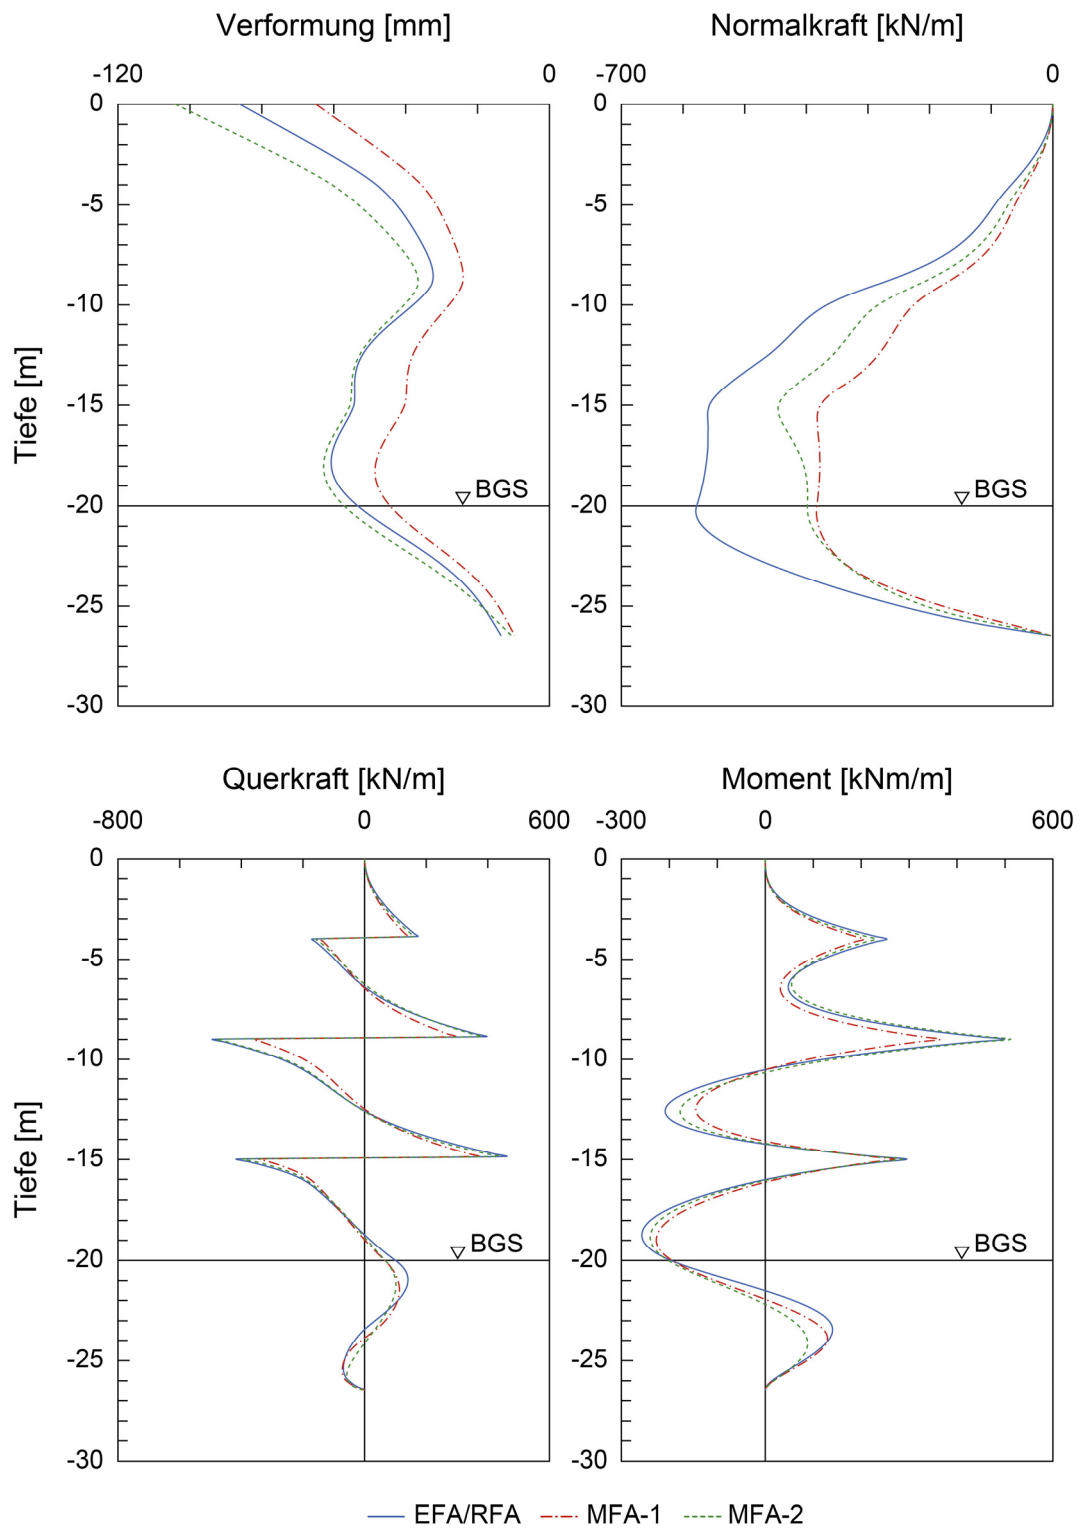 Verformung [mm]
Normalkraft [kN/m]
-120 0
-700 0
0
-5
-10
-15
-20
-25
-30
Tiefe [m]
BGS
0
-5
-10
-15
-20
-25
-30
BGS
Querkraft [kN/m]
Moment [kNm/m]
-800 0 600
-300 0 600
0
-5
-10
-15
-20
-25
-30
Tiefe [m]
BGS
0
-5
-10
-15
-20
-25
-30
BGS
EFA/RFA MFA-1 MFA-2